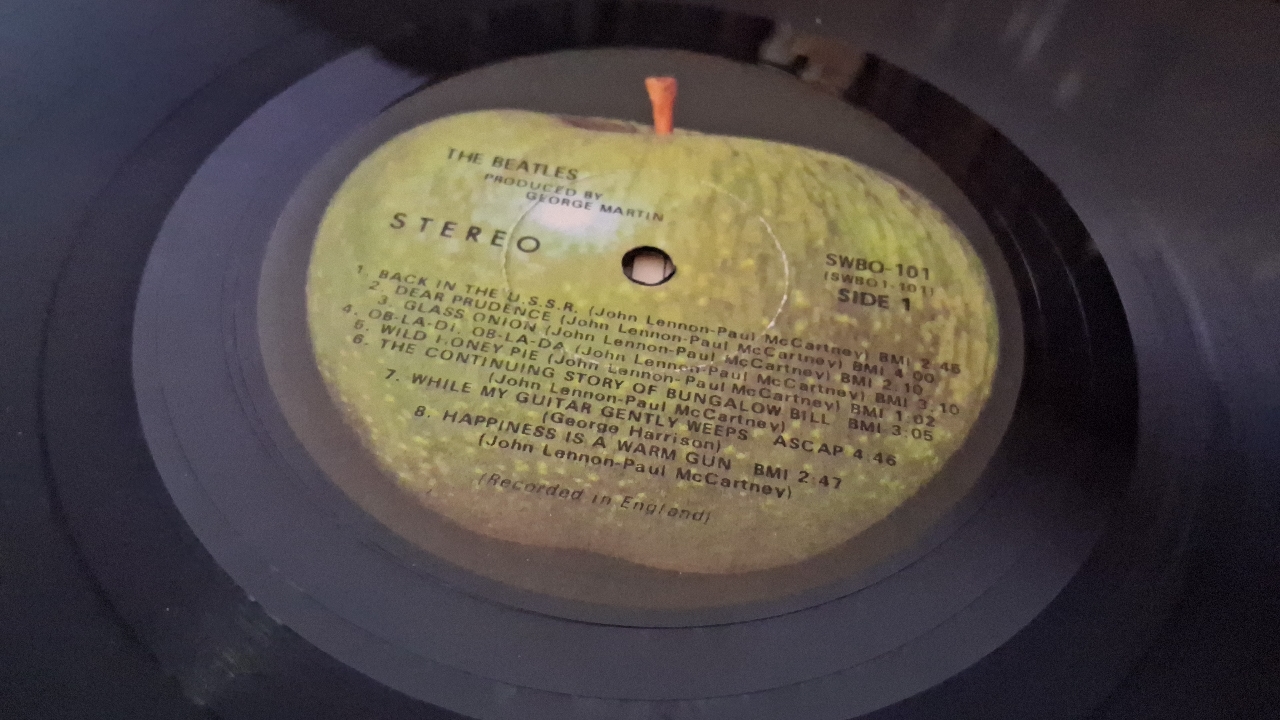 THE BEATLES
PRODUCED BY
GEORGE MARTIN
STEREO
SWBO-101
(SWBO1-101)
SIDE 1
1. BACK IN THE U.S.S.R. (John Lennon-Paul McCartney) BMI 2:45
2. DEAR PRUDENCE (John Lennon-Paul McCartney) BMI 4:00
3. GLASS ONION (John Lennon-Paul McCartney) BMI 2:10
4. OB-LA-DI, OB-LA-DA (John Lennon-Paul McCartney) BMI 3:10
5. WILD HONEY PIE (John Lennon-Paul McCartney) BMI 1:02
6. THE CONTINUING STORY OF BUNGALOW BILL BMI 3:05
(John Lennon-Paul McCartney)
7. WHILE MY GUITAR GENTLY WEEPS ASCAP 4:46
(George Harrison)
8. HAPPINESS IS A WARM GUN BMI 2:47
(John Lennon-Paul McCartney)
(Recorded in England)